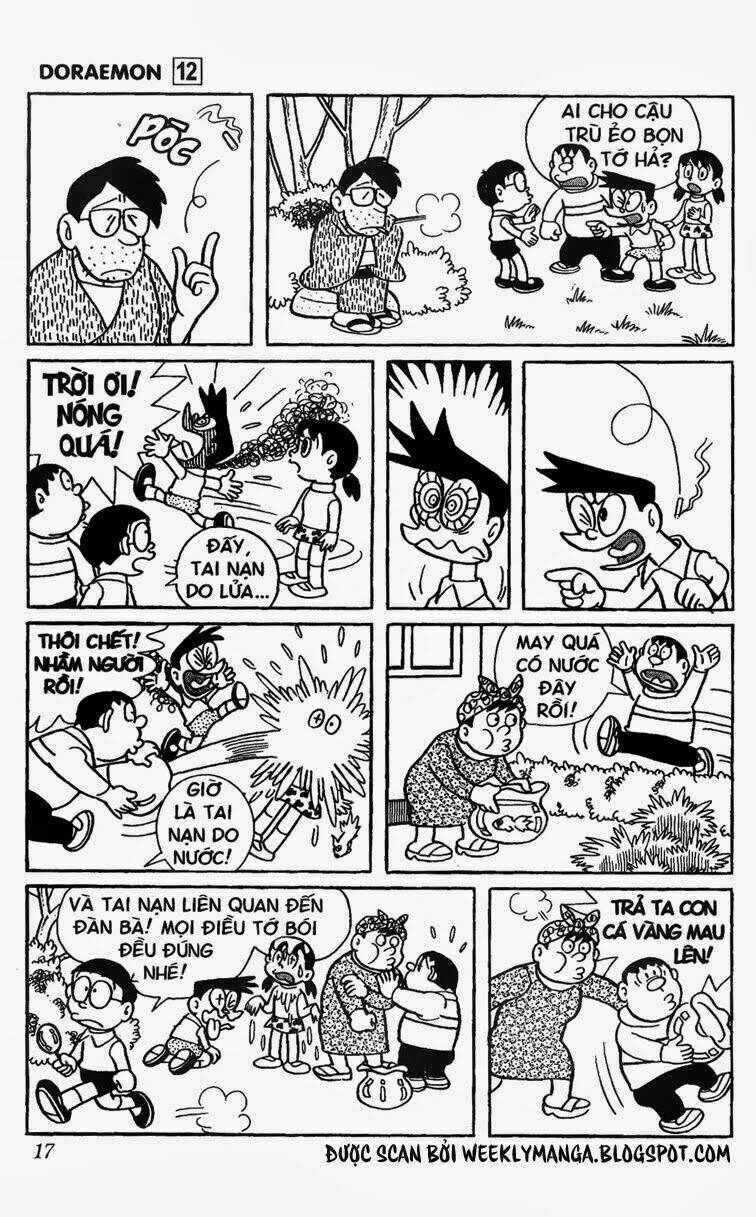 DORAEMON 12
PÒC
AI CHO CẬU
TRÙ ẺO BỌN
TỚ HẢ?
TRỜI ƠI!
NÓNG
QUÁ!
ĐẤY,
TAI NẠN
DO LỬA...
THÔI CHẾT!
NHẦM NGƯỜI
RỒI!
GIỜ
LÀ TAI
NẠN DO
NƯỚC!
MAY QUÁ
CÓ NƯỚC
ĐÂY
RỒI!
VÀ TAI NẠN LIÊN QUAN ĐẾN
ĐÀN BÀ! MỌI ĐIỀU TỚ BÓI
ĐỀU ĐÚNG
NHÉ!
TRẢ TA CON
CÁ VÀNG MAU
LÊN!
17
ĐƯỢC SCAN BỞI WEEKLYMANGA.BLOGSPOT.COM